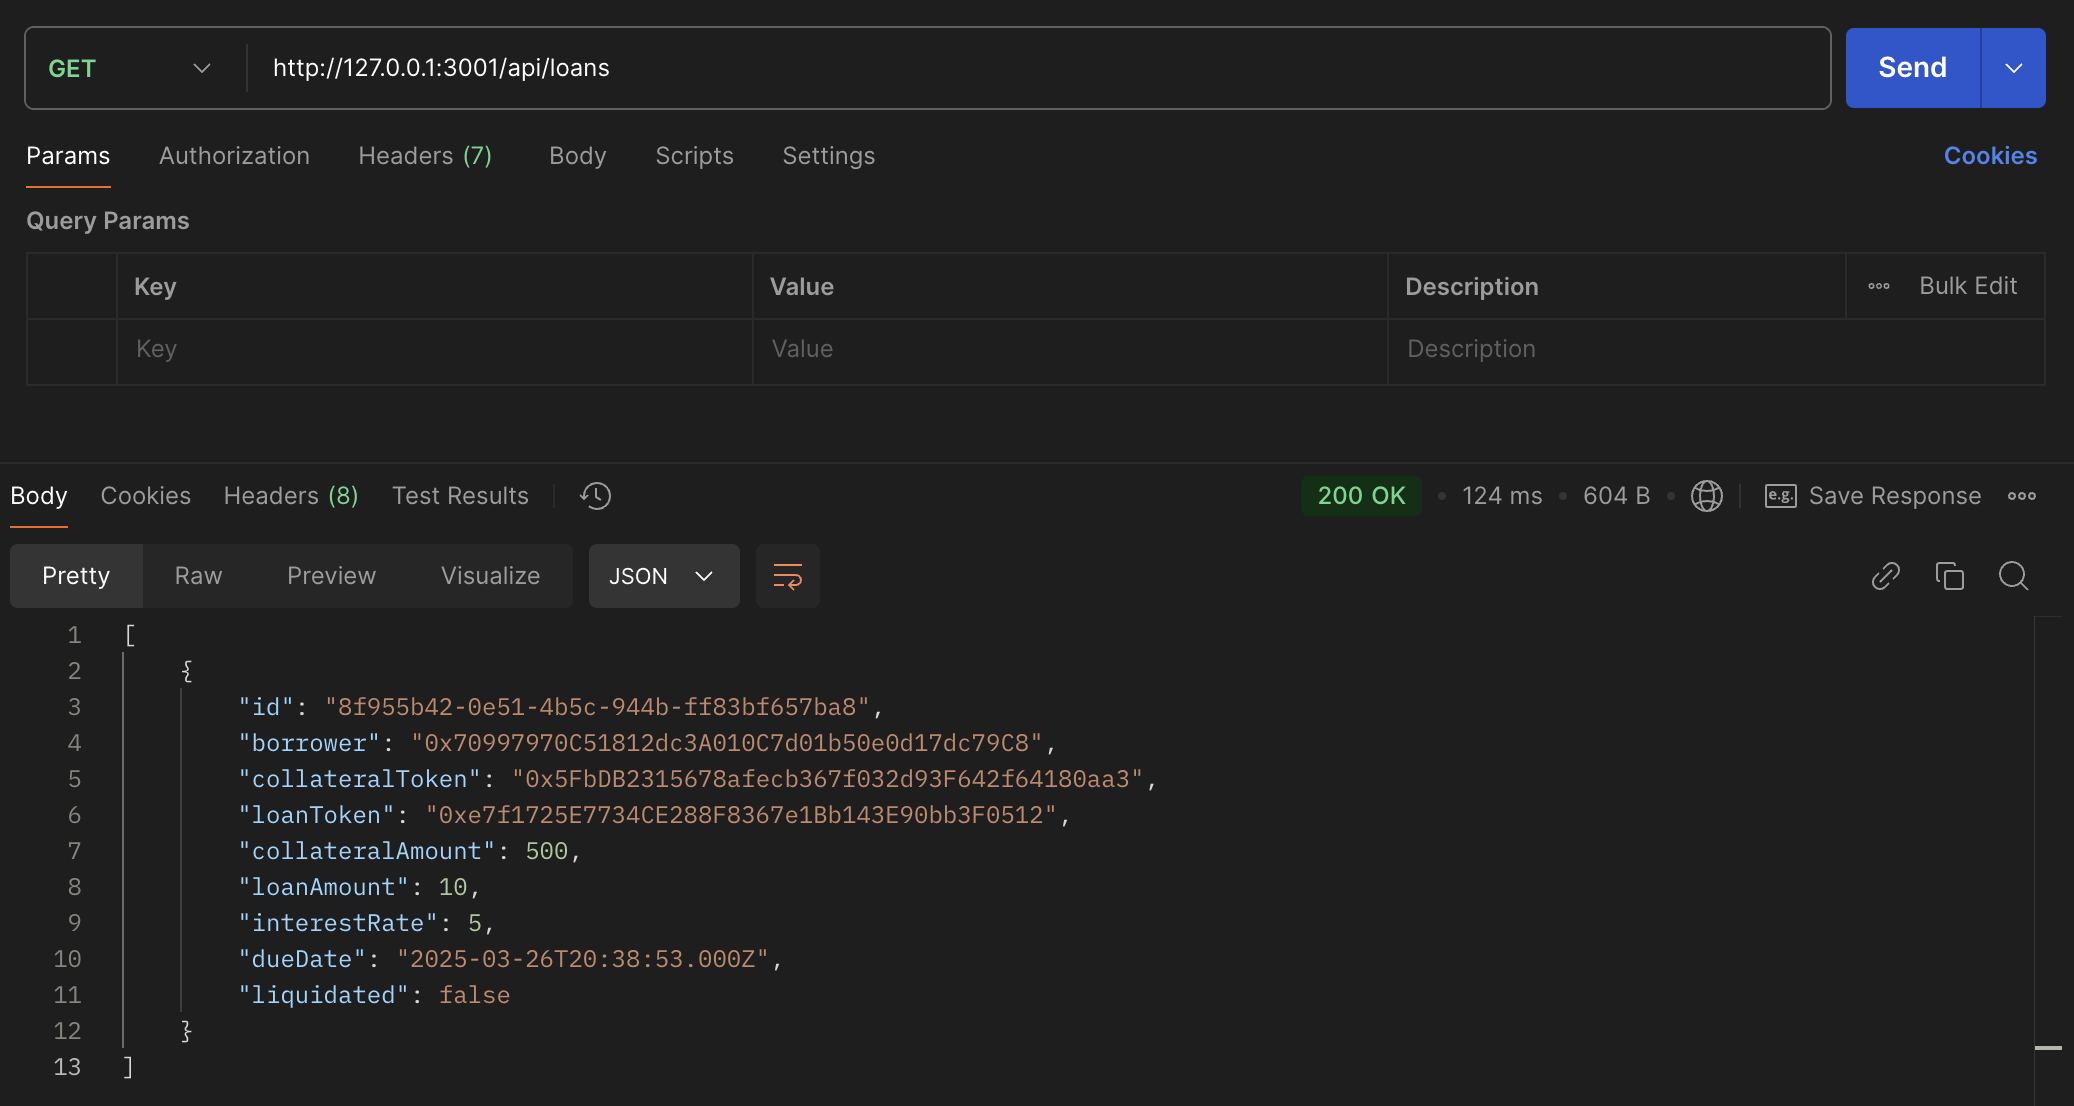 GET http://127.0.0.1:3001/api/loans Send
Params Authorization Headers (7) Body Scripts Settings Cookies
Query Params
Key Value Description Bulk Edit
Key Value Description
Body Cookies Headers (8) Test Results 200 OK • 124 ms • 604 B • e.g. Save Response
Pretty Raw Preview Visualize JSON
1 [
2 {
3 "id": "8f955b42-0e51-4b5c-944b-ff83bf657ba8",
4 "borrower": "0x70997970C51812dc3A010C7d01b50e0d17dc79C8",
5 "collateralToken": "0x5FbDB2315678afecb367f032d93F642f64180aa3",
6 "loanToken": "0xe7f1725E7734CE288F8367e1Bb143E90bb3F0512",
7 "collateralAmount": 500,
8 "loanAmount": 10,
9 "interestRate": 5,
10 "dueDate": "2025-03-26T20:38:53.000Z",
11 "liquidated": false
12 }
13 ]